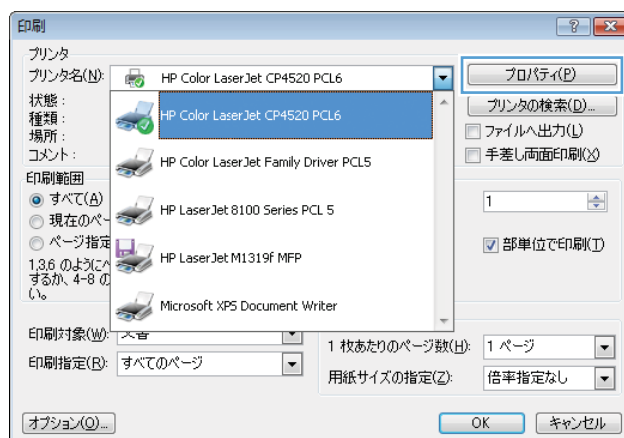 印刷
プリンタ
プリンタ名(N): HP Color LaserJet CP4520 PCL6 プロパティ(P)
状態 : HP Color LaserJet CP4520 PCL6 プリンタの検索(D)...
種類 : ファイルへ出力(L)
場所 : HP Color LaserJet Family Driver PCL5 手差し両面印刷(X)
コメント :
印刷範囲
すべて(A) HP LaserJet 8100 Series PCL 5 1
現在のペー
ページ指定 HP LaserJet M1319f MFP 部単位で印刷(T)
1,3,6 のように
するか、4-8 の
い。 Microsoft XPS Document Writer
印刷対象(W): 文書 1 枚あたりのページ数(H): 1 ページ
印刷指定(R): すべてのページ 用紙サイズの指定(Z): 倍率指定なし
オプション(O)... OK キャンセル